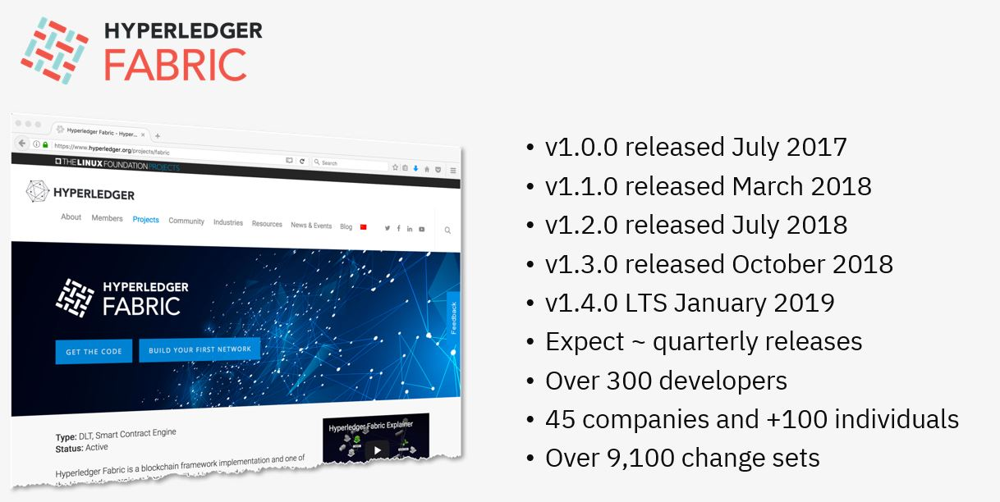 HYPERLEDGER
FABRIC
Hyperledger Fabric - Hyper...
https://www.hyperledger.org/projects/fabric
Search
THE LINUX FOUNDATION PROJECTS
HYPERLEDGER
About Members Projects Community Industries Resources News & Events Blog
HYPERLEDGER
FABRIC
Feedback
GET THE CODE BUILD YOUR FIRST NETWORK
Type: DLT, Smart Contract Engine
Status: Active
Hyperledger Fabric Explainer
Hyperledger Fabric is a blockchain framework implementation and one of
• v1.0.0 released July 2017
• v1.1.0 released March 2018
• v1.2.0 released July 2018
• v1.3.0 released October 2018
• v1.4.0 LTS January 2019
• Expect ~ quarterly releases
• Over 300 developers
• 45 companies and +100 individuals
• Over 9,100 change sets